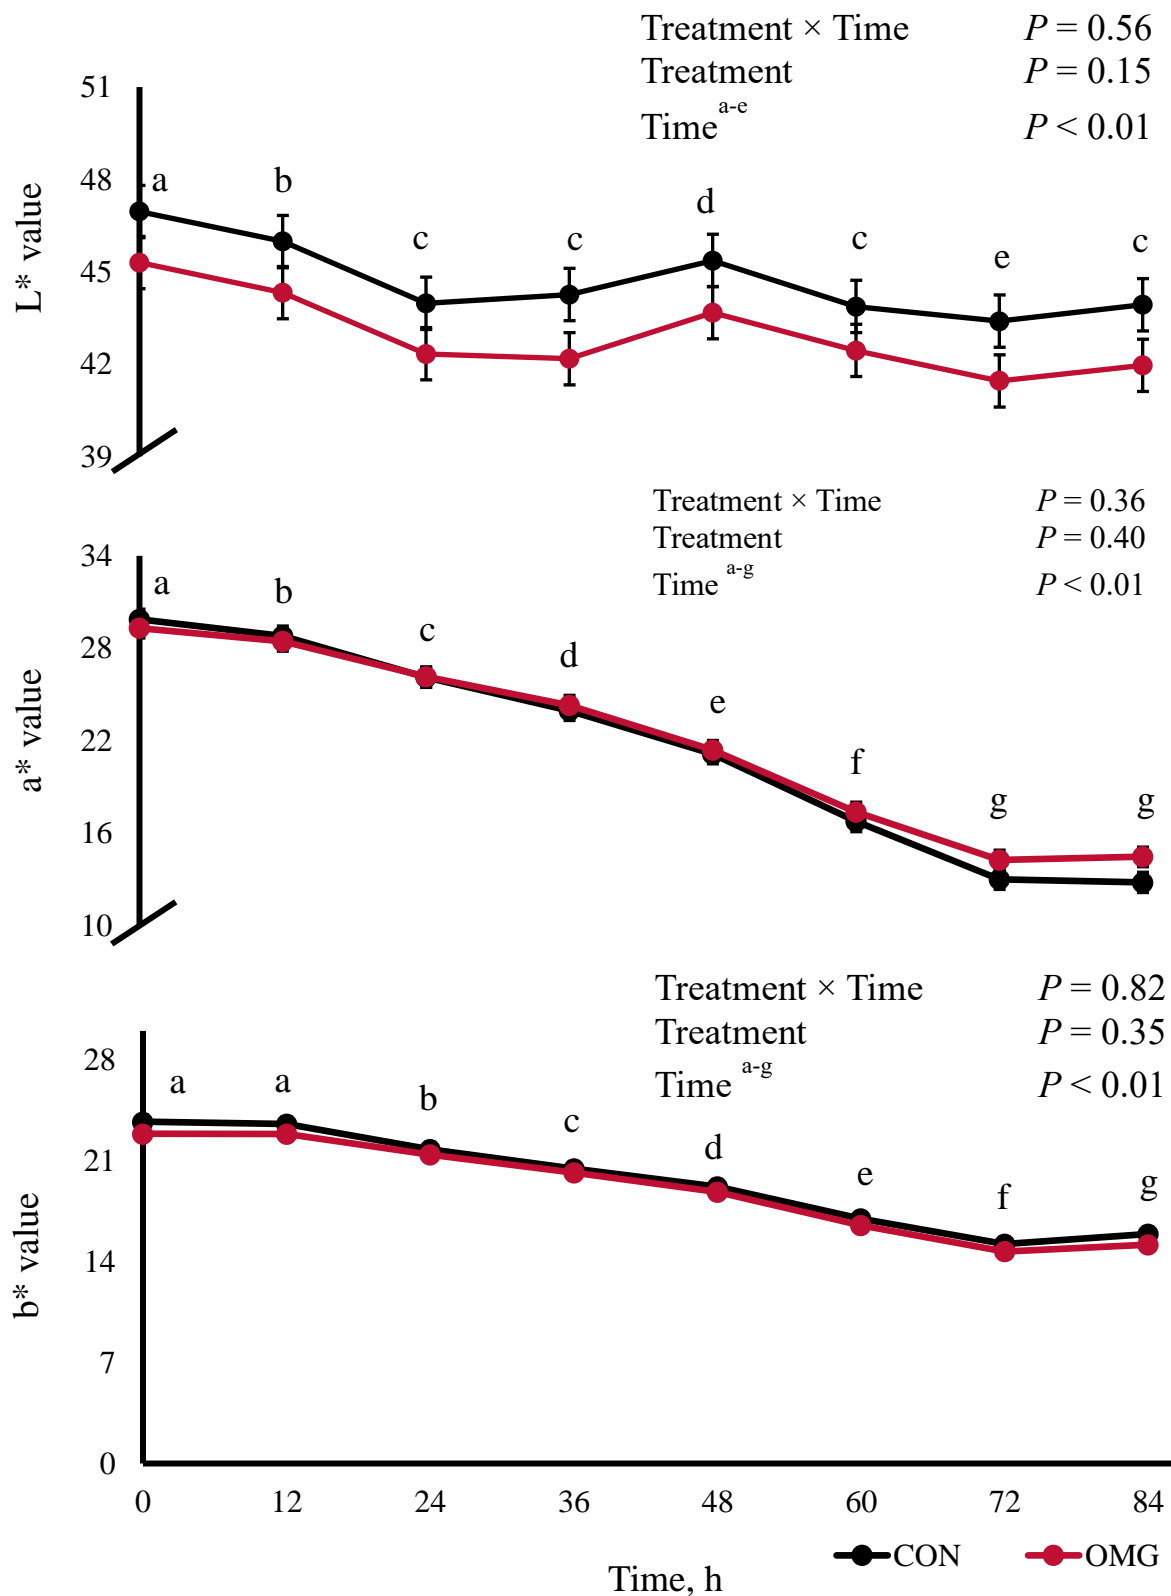 Treatment × Time P = 0.56
Treatment P = 0.15
Time a-e P < 0.01
51
48
45
42
39
L* value
a b c c d c e c
Treatment × Time P = 0.36
Treatment P = 0.40
Time a-g P < 0.01
34
28
22
16
10
a* value
a b c d e f g g
Treatment × Time P = 0.82
Treatment P = 0.35
Time a-g P < 0.01
28
21
14
7
0
b* value
a a b c d e f g
0 12 24 36 48 60 72 84
CON OMG
Time, h